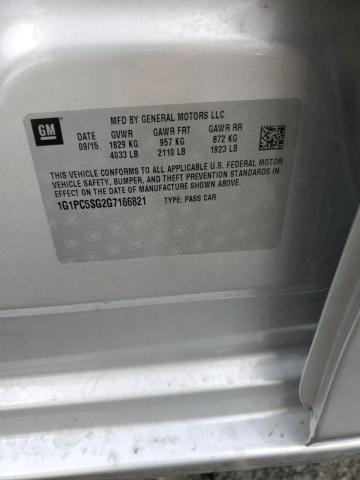 GM
MFD BY GENERAL MOTORS LLC
DATE GVWR GAWR FRT GAWR RR
09/15 1829 KG 957 KG 872 KG
4033 LB 2110 LB 1923 LB
THIS VEHICLE CONFORMS TO ALL APPLICABLE U.S. FEDERAL MOTOR
VEHICLE SAFETY, BUMPER, AND THEFT PREVENTION STANDARDS IN
EFFECT ON THE DATE OF MANUFACTURE SHOWN ABOVE.
1G1PC5SG2G7166821 TYPE: PASS CAR